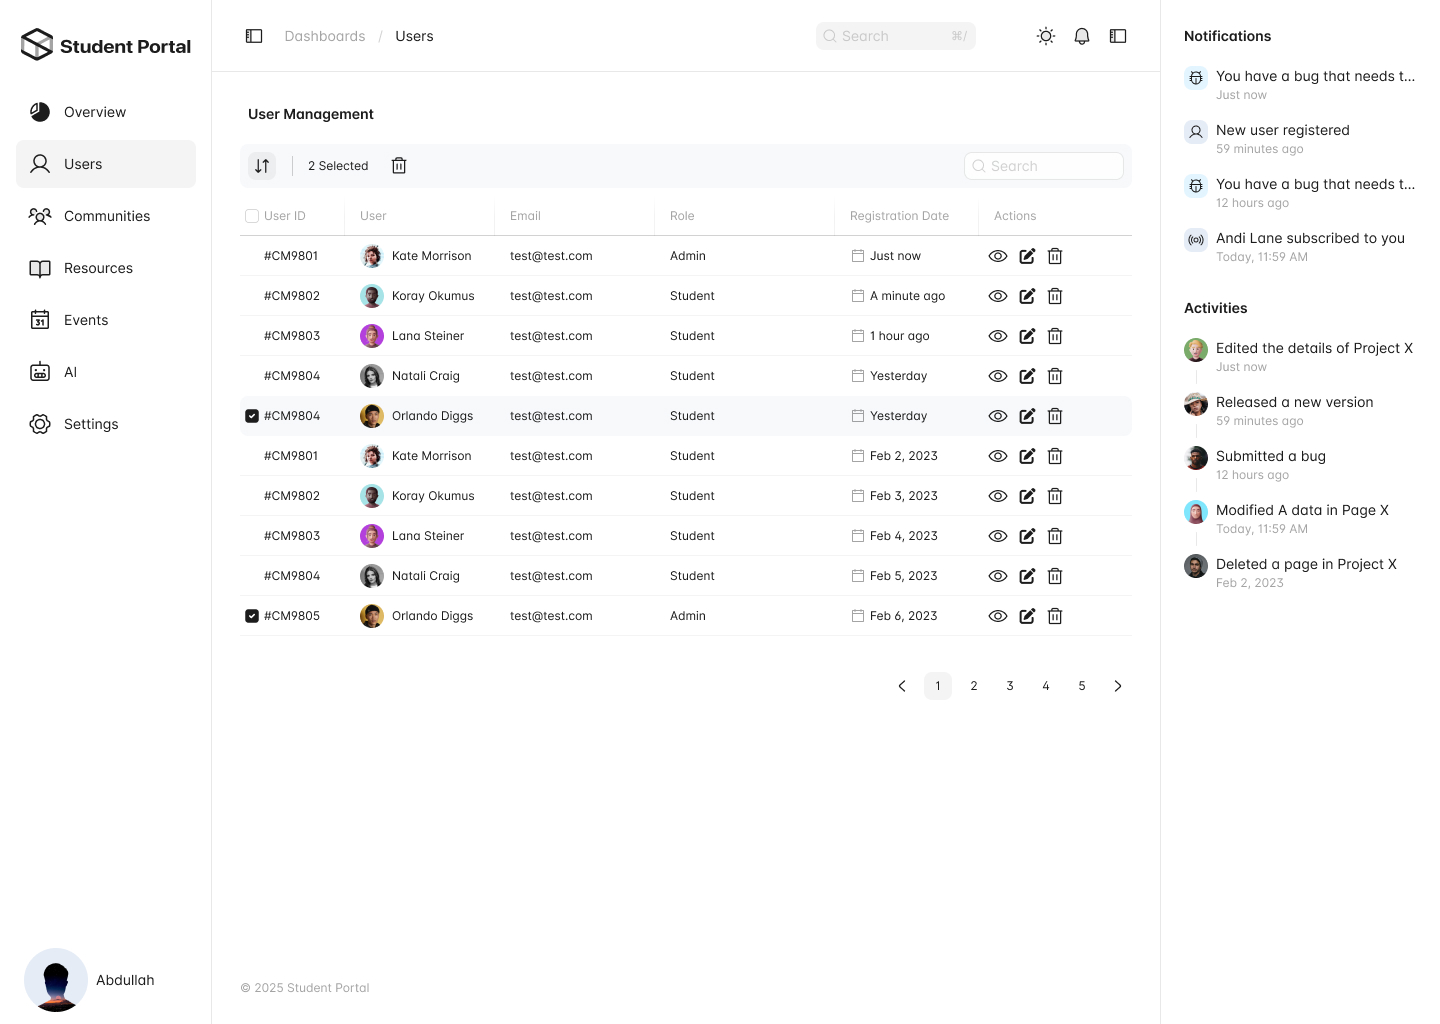 Student Portal
Overview
Users
Communities
Resources
31
Events
AI
Settings
Abdullah
Dashboards / Users
Search ⌘/
User Management
2 Selected
Search
User ID User Email Role Registration Date Actions
#CM9801 Kate Morrison test@test.com Admin Just now
#CM9802 Koray Okumus test@test.com Student A minute ago
#CM9803 Lana Steiner test@test.com Student 1 hour ago
#CM9804 Natali Craig test@test.com Student Yesterday
#CM9804 Orlando Diggs test@test.com Student Yesterday
#CM9801 Kate Morrison test@test.com Student Feb 2, 2023
#CM9802 Koray Okumus test@test.com Student Feb 3, 2023
#CM9803 Lana Steiner test@test.com Student Feb 4, 2023
#CM9804 Natali Craig test@test.com Student Feb 5, 2023
#CM9805 Orlando Diggs test@test.com Admin Feb 6, 2023
1 2 3 4 5
© 2025 Student Portal
Notifications
You have a bug that needs t...
Just now
New user registered
59 minutes ago
You have a bug that needs t...
12 hours ago
Andi Lane subscribed to you
Today, 11:59 AM
Activities
Edited the details of Project X
Just now
Released a new version
59 minutes ago
Submitted a bug
12 hours ago
Modified A data in Page X
Today, 11:59 AM
Deleted a page in Project X
Feb 2, 2023